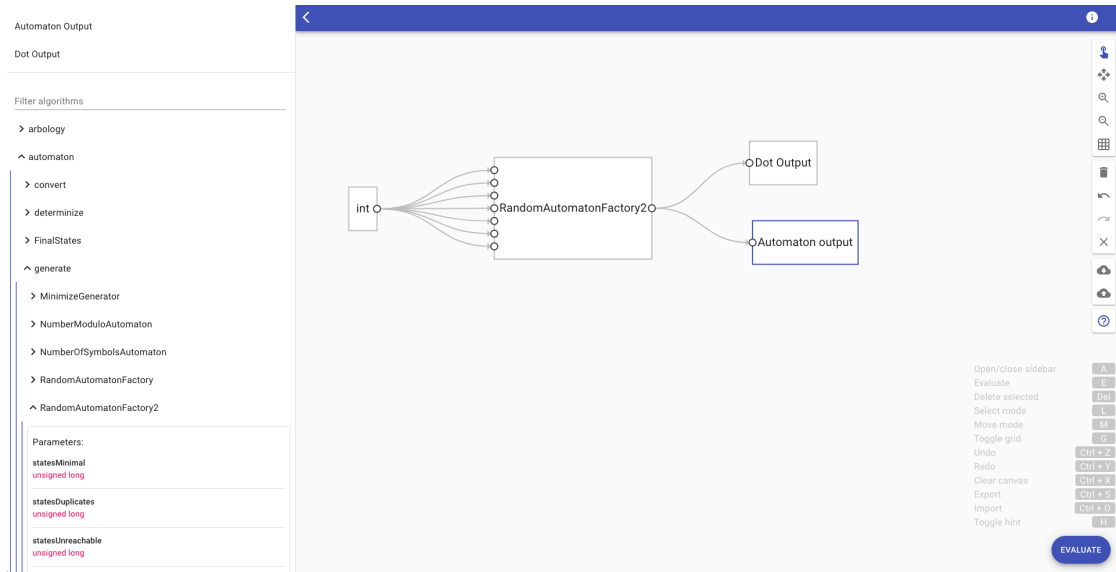 Automaton Output
Dot Output
Filter algorithms
arbology
automaton
convert
determinize
FinalStates
generate
MinimizeGenerator
NumberModuloAutomaton
NumberOfSymbolsAutomaton
RandomAutomatonFactory
RandomAutomatonFactory2
Parameters:
statesMinimal
unsigned long
statesDuplicates
unsigned long
statesUnreachable
unsigned long
int
RandomAutomatonFactory2
Dot Output
Automaton output
Open/close sidebar A
Evaluate E
Delete selected Del
Select mode L
Move mode M
Toggle grid G
Undo Ctrl + Z
Redo Ctrl + Y
Clear canvas Ctrl + X
Export Ctrl + S
Import Ctrl + O
Toggle hint H
EVALUATE